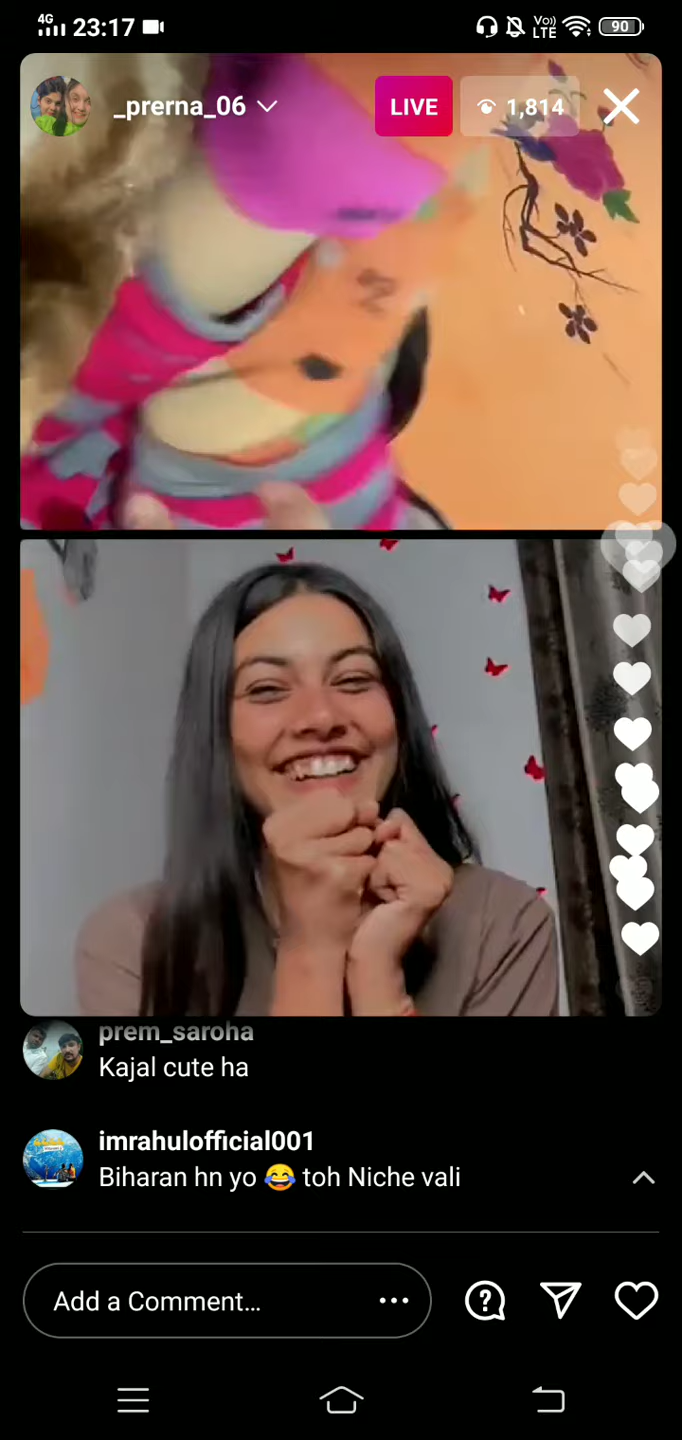 4G 23:17 Vo)) LTE 90
_prerna_06 LIVE 1,814
prem_saroha
Kajal cute ha
imrahulofficial001
Biharan hn yo 😂 toh Niche vali
Add a Comment...